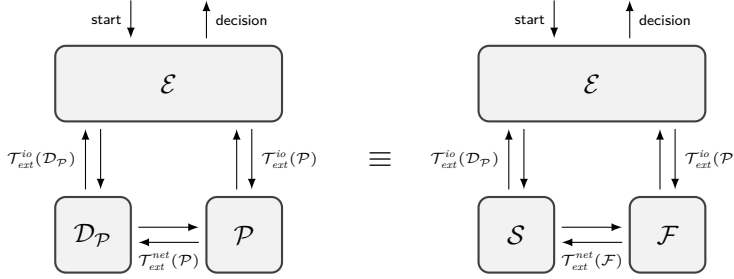 start decision start decision
ℰ ℰ
𝒯_ext^io(𝒟_𝒫) 𝒯_ext^io(𝒫) ≡ 𝒯_ext^io(𝒟_𝒫) 𝒯_ext^io(𝒫
𝒟_𝒫 𝒫 𝒮 ℱ
𝒯_ext^net(𝒫) 𝒯_ext^net(ℱ)